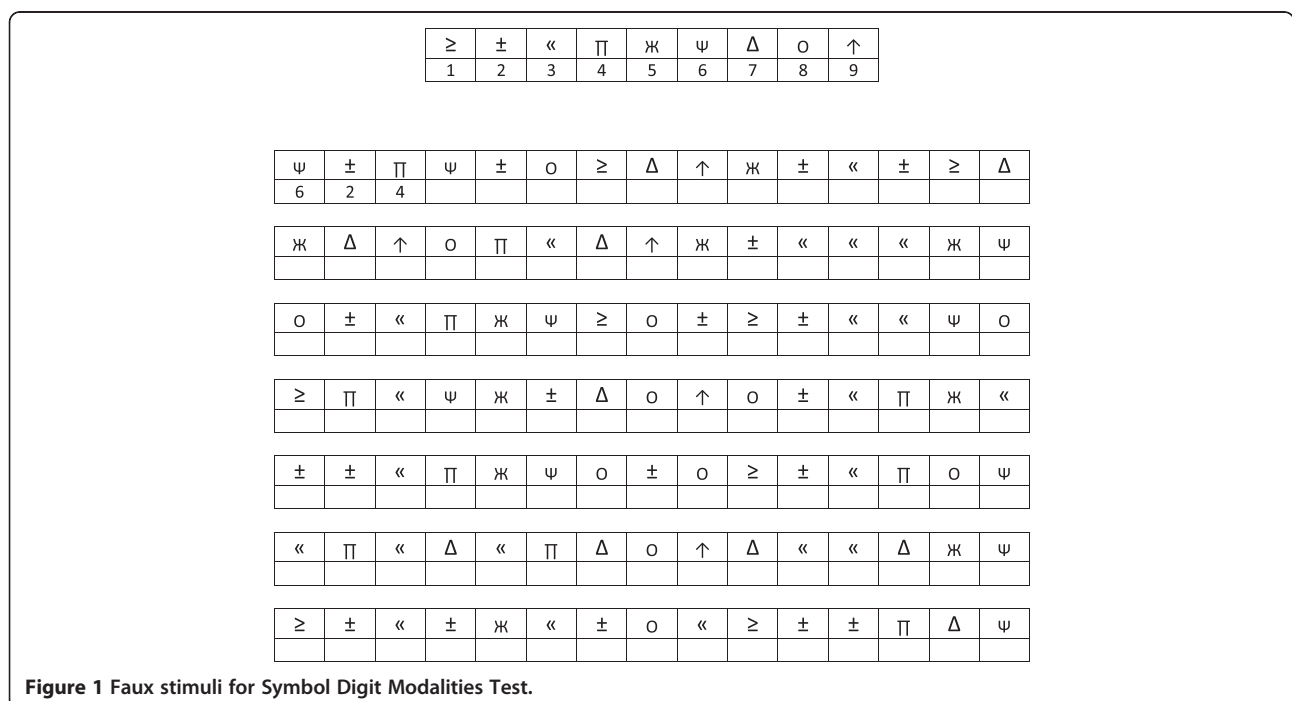 ≥ ± « ∏ ж ψ Δ о ↑
1 2 3 4 5 6 7 8 9
ψ ± ∏ ψ ± о ≥ Δ ↑ ж ± « ± ≥ Δ
6 2 4
ж Δ ↑ о ∏ « Δ ↑ ж ± « « « ж ψ
о ± « ∏ ж ψ ≥ о ± ≥ ± « « ψ о
≥ ∏ « ψ ж ± Δ о ↑ о ± « ∏ ж «
± ± « ∏ ж ψ о ± о ≥ ± « ∏ о ψ
« ∏ « Δ « ∏ Δ о ↑ Δ « « Δ ж ψ
≥ ± « ± ж « ± о « ≥ ± ± ∏ Δ ψ
Figure 1 Faux stimuli for Symbol Digit Modalities Test.